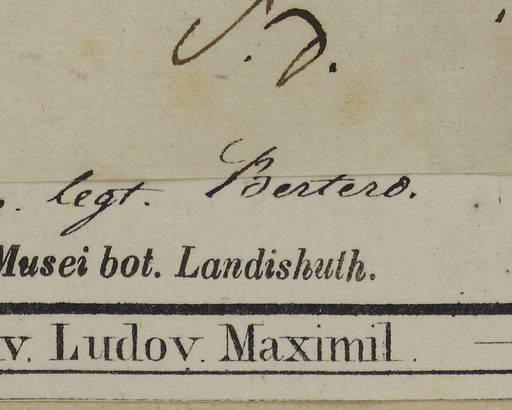 legt. Bertero.
Musei bot. Landishuth.
v. Ludov. Maximil.